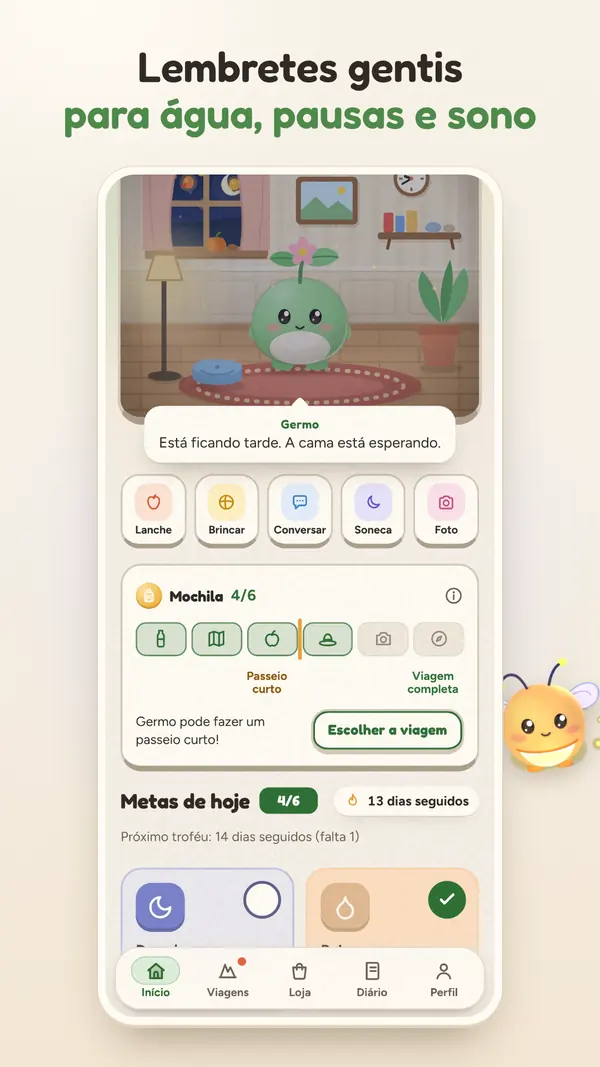 Lembretes gentis
para água, pausas e sono
Germo
Está ficando tarde. A cama está esperando.
Lanche
Brincar
Conversar
Soneca
Foto
Mochila 4/6
Passeio
curto
Viagem
completa
Germo pode fazer um
passeio curto!
Escolher a viagem
Metas de hoje 4/6
13 dias seguidos
Próximo troféu: 14 dias seguidos (falta 1)
Início
Viagens
Loja
Diário
Perfil